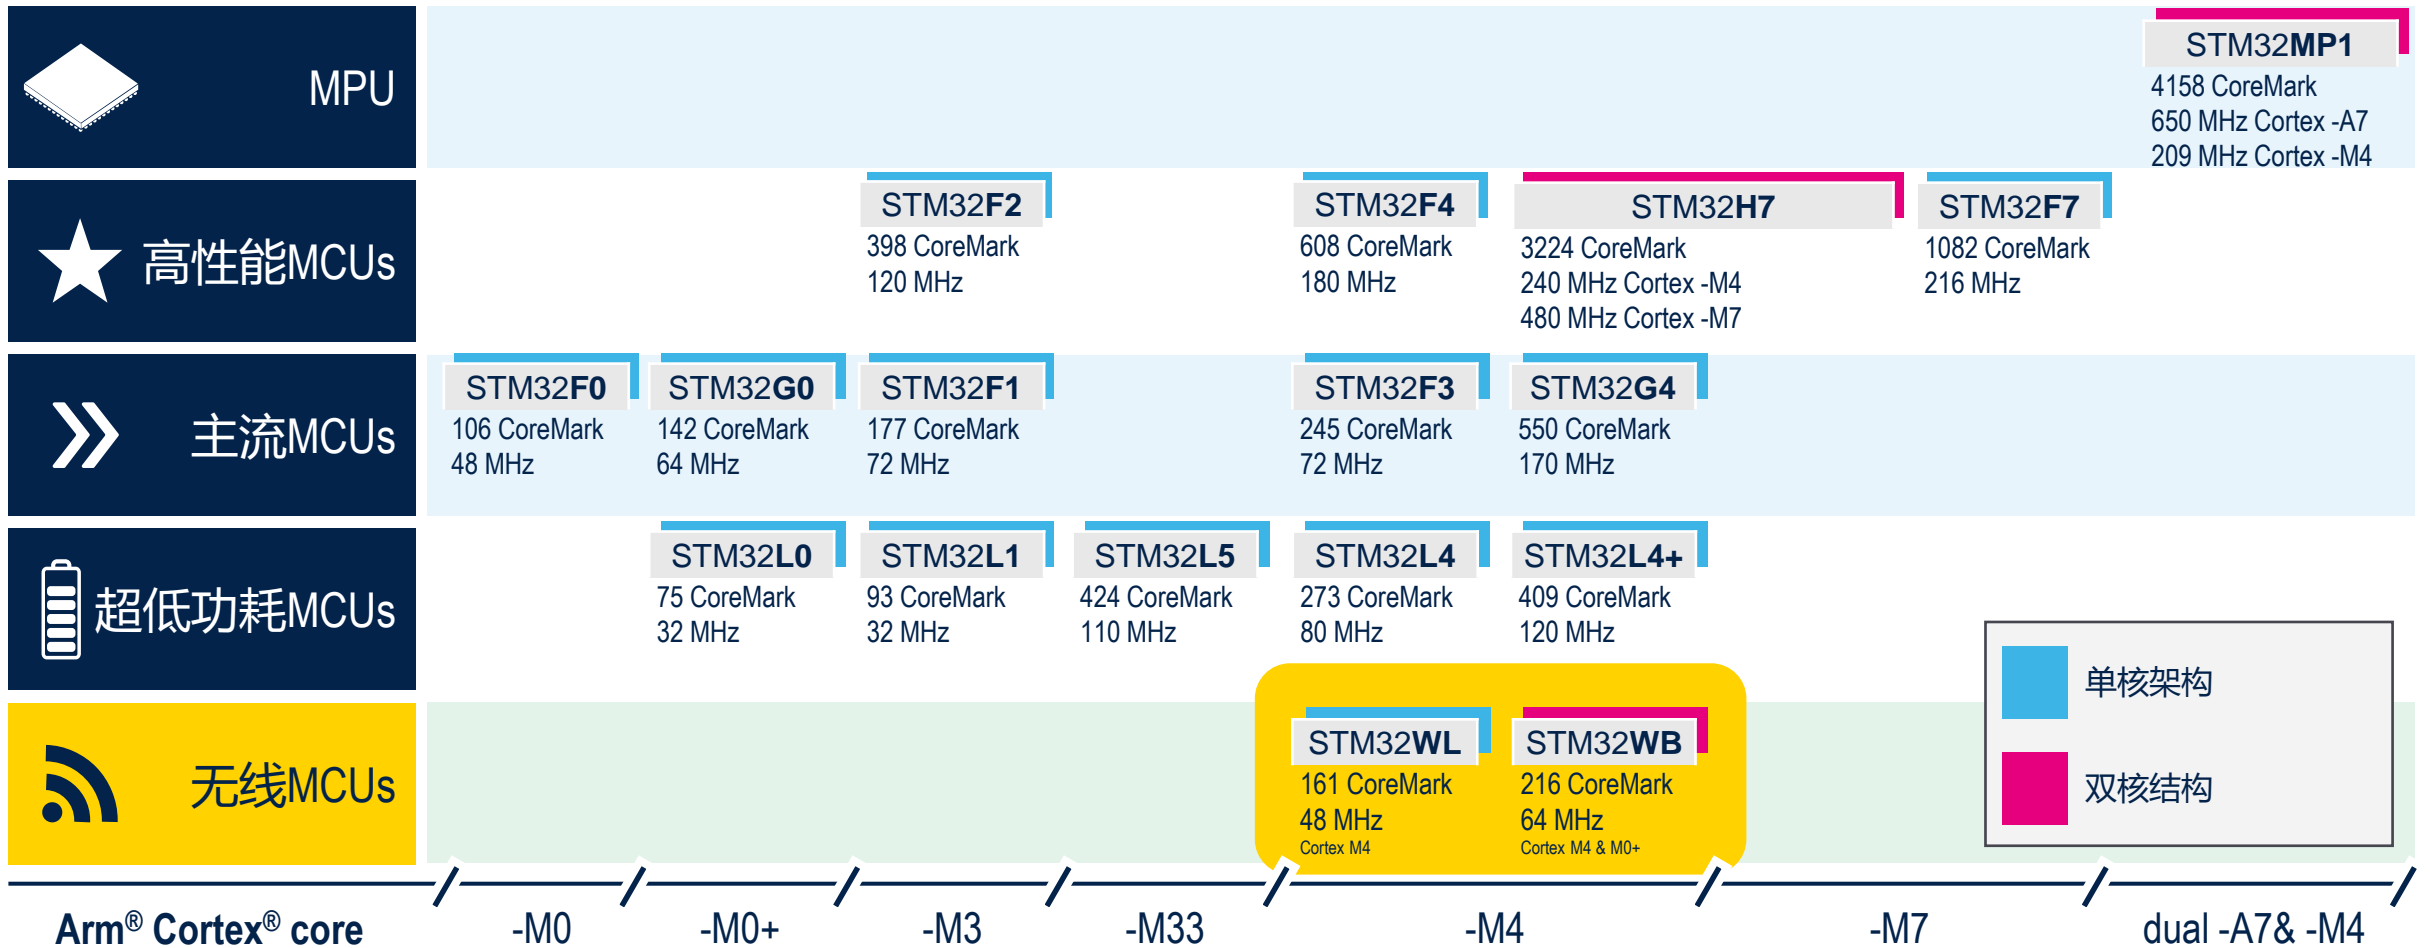 MPU
STM32MP1
4158 CoreMark
650 MHz Cortex -A7
209 MHz Cortex -M4
高性能MCUs
STM32F2
398 CoreMark
120 MHz
STM32F4
608 CoreMark
180 MHz
STM32H7
3224 CoreMark
240 MHz Cortex -M4
480 MHz Cortex -M7
STM32F7
1082 CoreMark
216 MHz
主流MCUs
STM32F0
106 CoreMark
48 MHz
STM32G0
142 CoreMark
64 MHz
STM32F1
177 CoreMark
72 MHz
STM32F3
245 CoreMark
72 MHz
STM32G4
550 CoreMark
170 MHz
超低功耗MCUs
STM32L0
75 CoreMark
32 MHz
STM32L1
93 CoreMark
32 MHz
STM32L5
424 CoreMark
110 MHz
STM32L4
273 CoreMark
80 MHz
STM32L4+
409 CoreMark
120 MHz
单核架构
双核结构
无线MCUs
STM32WL
161 CoreMark
48 MHz
Cortex M4
STM32WB
216 CoreMark
64 MHz
Cortex M4 & M0+
Arm® Cortex® core
-M0
-M0+
-M3
-M33
-M4
-M7
dual -A7& -M4